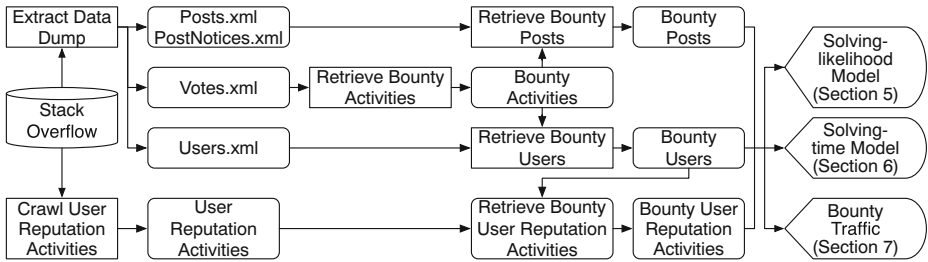 Extract Data
Dump
Posts.xml
PostNotices.xml
Retrieve Bounty
Posts
Bounty
Posts
Solving-
likelihood
Model
(Section 5)
Votes.xml
Retrieve Bounty
Activities
Bounty
Activities
Stack
Overflow
Users.xml
Retrieve Bounty
Users
Bounty
Users
Solving-
time Model
(Section 6)
Crawl User
Reputation
Activities
User
Reputation
Activities
Retrieve Bounty
User Reputation
Activities
Bounty User
Reputation
Activities
Bounty
Traffic
(Section 7)